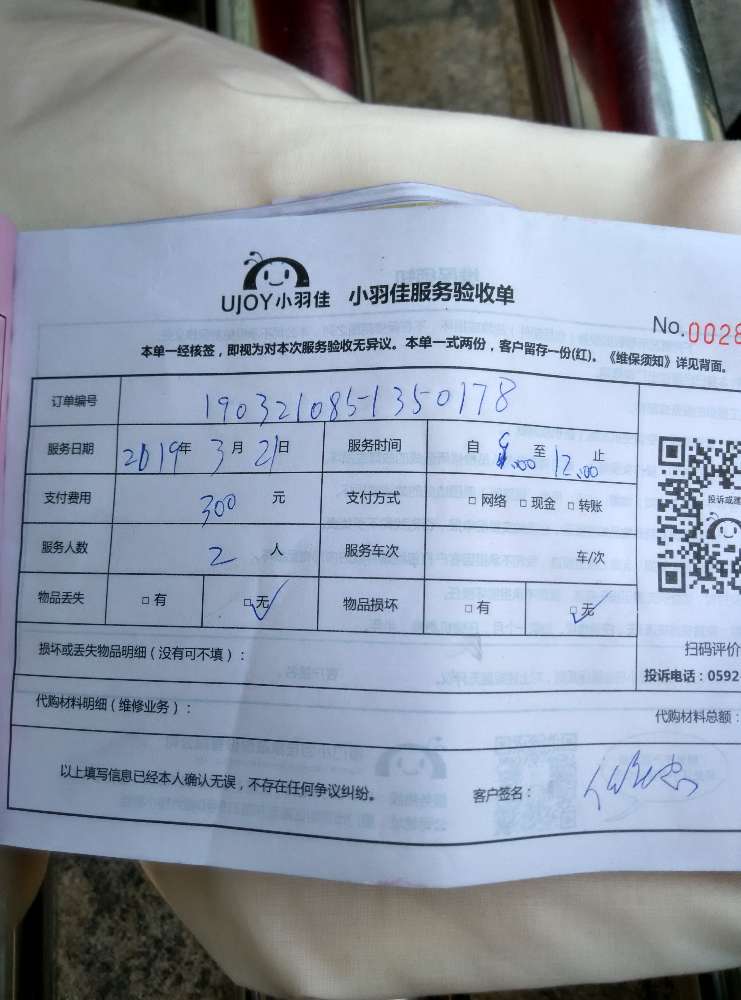 UJOY小羽佳 小羽佳服务验收单
No.0028
本单一经核签，即视为对本次服务验收无异议。本单一式两份，客户留存一份(红)。《维保须知》详见背面。
订单编号 1903210851350178
服务日期 2019年3月21日 服务时间 自 9:00 至 12:00 止
支付费用 300 元 支付方式 □网络 □现金 □转账
服务人数 2 人 服务车次 车/次
物品丢失 □有 □无 物品损坏 □有 □无
投诉或建
扫码评价
损坏或丢失物品明细（没有可不填）：
投诉电话：0592-
代购材料明细（维修业务）：
代购材料总额：
以上填写信息已经本人确认无误，不存在任何争议纠纷。 客户签名：